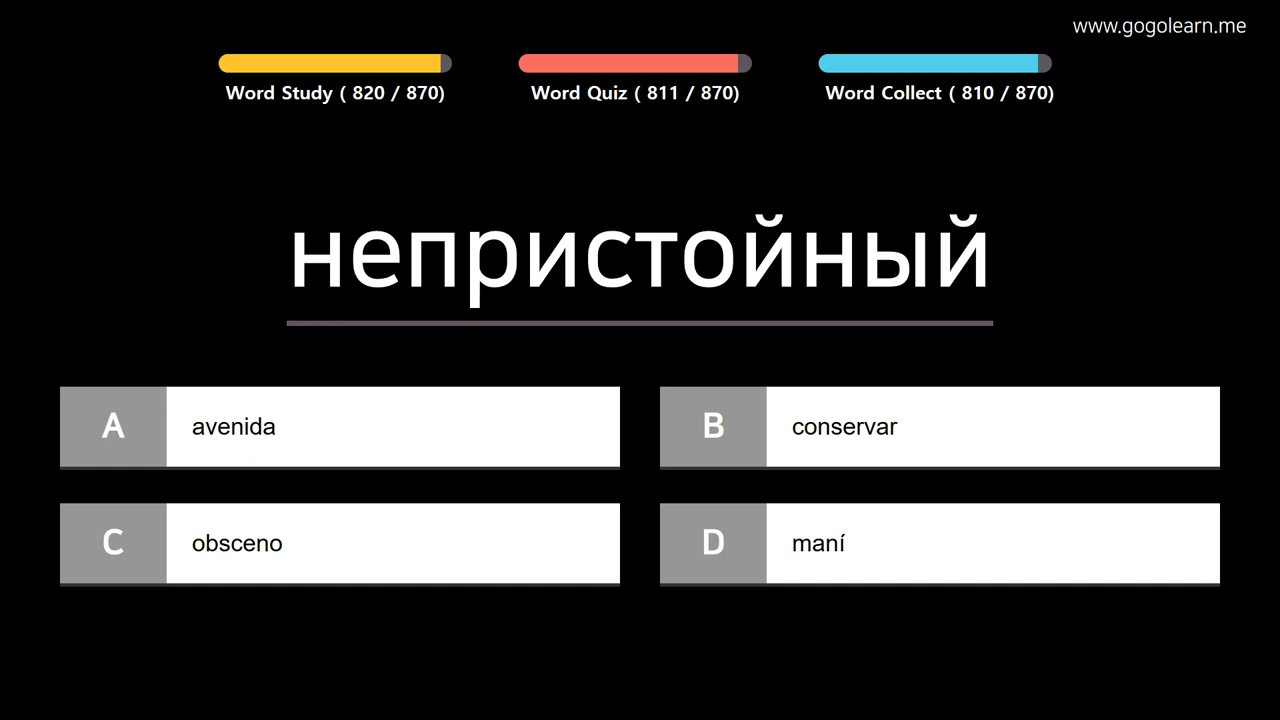 www.gogolearn.me
Word Study ( 820 / 870)
Word Quiz ( 811 / 870)
Word Collect ( 810 / 870)
непристойный
A avenida
B conservar
C obsceno
D maní